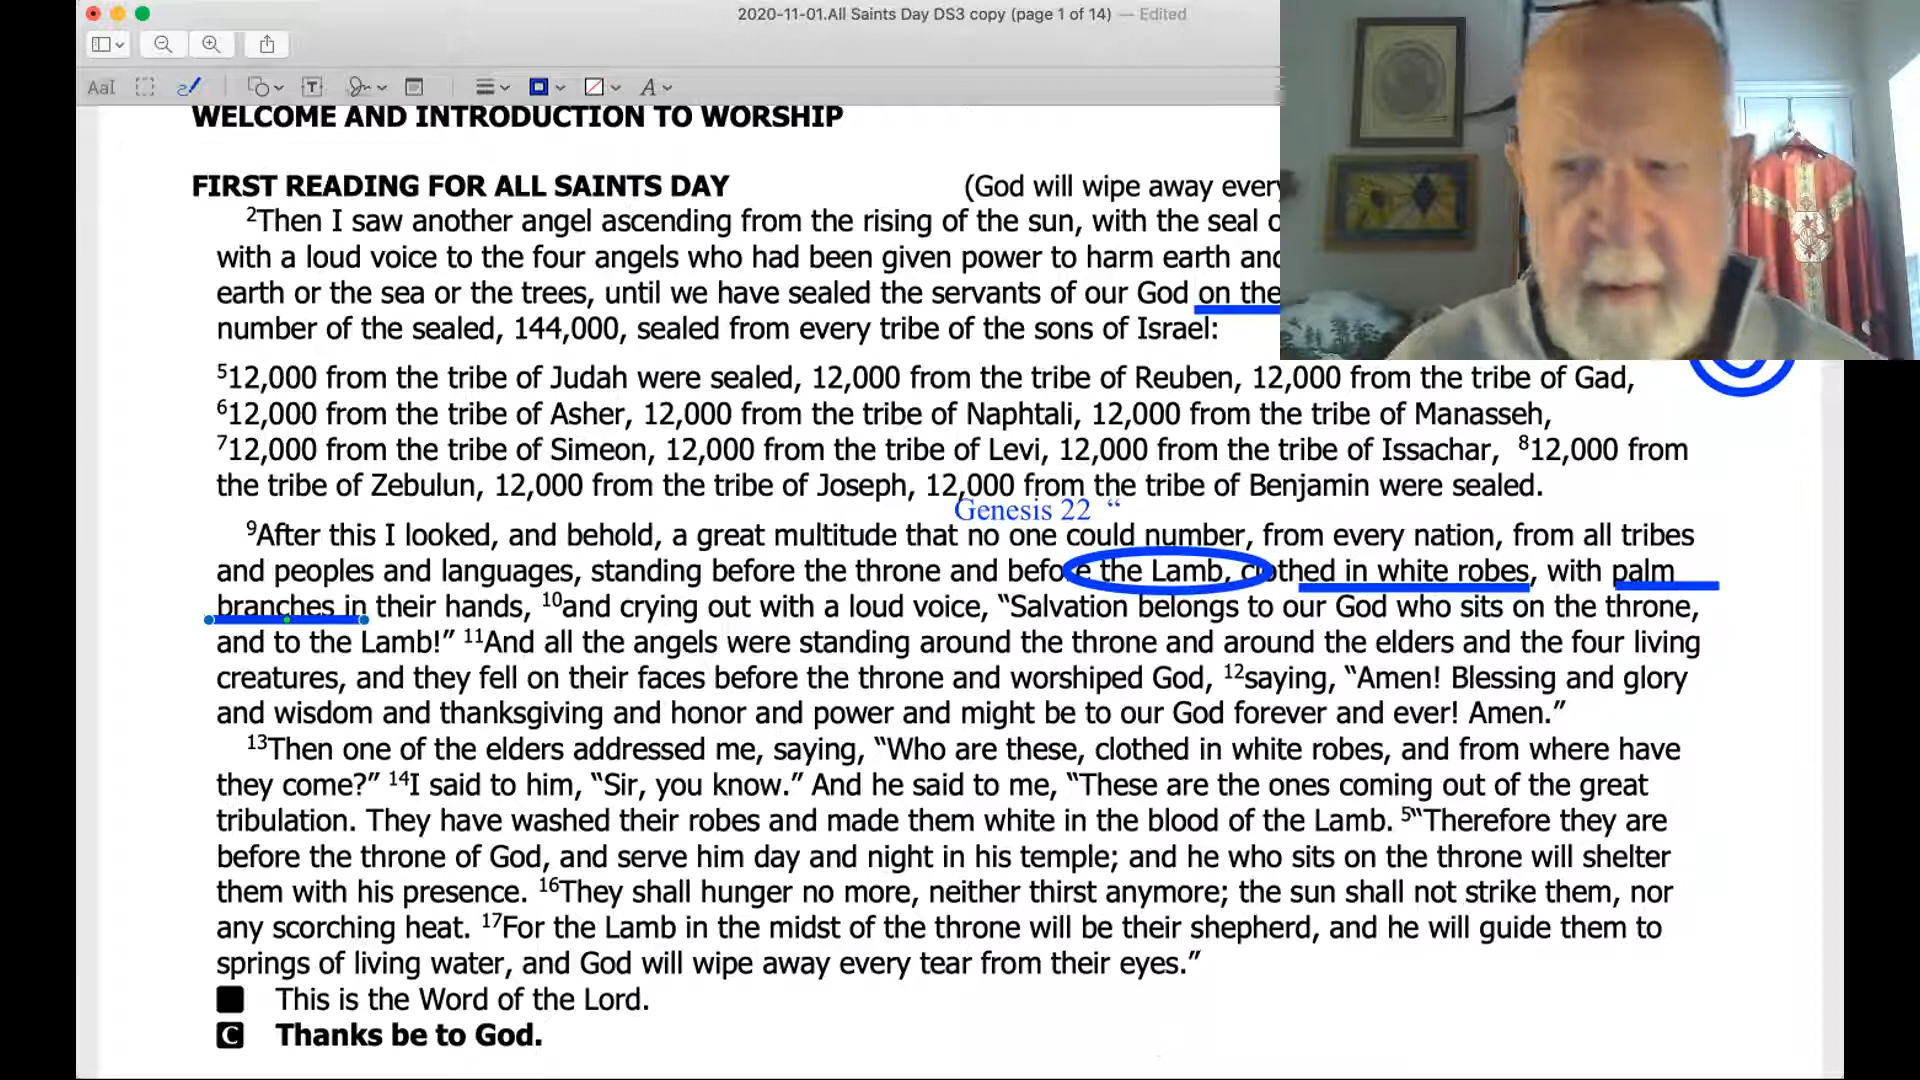 2020-11-01.All Saints Day DS3 copy (page 1 of 14) — Edited
AaI
T
A
WELCOME AND INTRODUCTION TO WORSHIP
FIRST READING FOR ALL SAINTS DAY (God will wipe away every
²Then I saw another angel ascending from the rising of the sun, with the seal
with a loud voice to the four angels who had been given power to harm earth and
earth or the sea or the trees, until we have sealed the servants of our God on the
number of the sealed, 144,000, sealed from every tribe of the sons of Israel:
⁵12,000 from the tribe of Judah were sealed, 12,000 from the tribe of Reuben, 12,000 from the tribe of Gad,
⁶12,000 from the tribe of Asher, 12,000 from the tribe of Naphtali, 12,000 from the tribe of Manasseh,
⁷12,000 from the tribe of Simeon, 12,000 from the tribe of Levi, 12,000 from the tribe of Issachar, ⁸12,000 from
the tribe of Zebulun, 12,000 from the tribe of Joseph, 12,000 from the tribe of Benjamin were sealed.
Genesis 22 “
⁹After this I looked, and behold, a great multitude that no one could number, from every nation, from all tribes
and peoples and languages, standing before the throne and before the Lamb, clothed in white robes, with palm
branches in their hands, ¹⁰and crying out with a loud voice, “Salvation belongs to our God who sits on the throne,
and to the Lamb!” ¹¹And all the angels were standing around the throne and around the elders and the four living
creatures, and they fell on their faces before the throne and worshiped God, ¹²saying, “Amen! Blessing and glory
and wisdom and thanksgiving and honor and power and might be to our God forever and ever! Amen.”
¹³Then one of the elders addressed me, saying, “Who are these, clothed in white robes, and from where have
they come?” ¹⁴I said to him, “Sir, you know.” And he said to me, “These are the ones coming out of the great
tribulation. They have washed their robes and made them white in the blood of the Lamb. ⁵“Therefore they are
before the throne of God, and serve him day and night in his temple; and he who sits on the throne will shelter
them with his presence. ¹⁶They shall hunger no more, neither thirst anymore; the sun shall not strike them, nor
any scorching heat. ¹⁷For the Lamb in the midst of the throne will be their shepherd, and he will guide them to
springs of living water, and God will wipe away every tear from their eyes.”
This is the Word of the Lord.
C Thanks be to God.